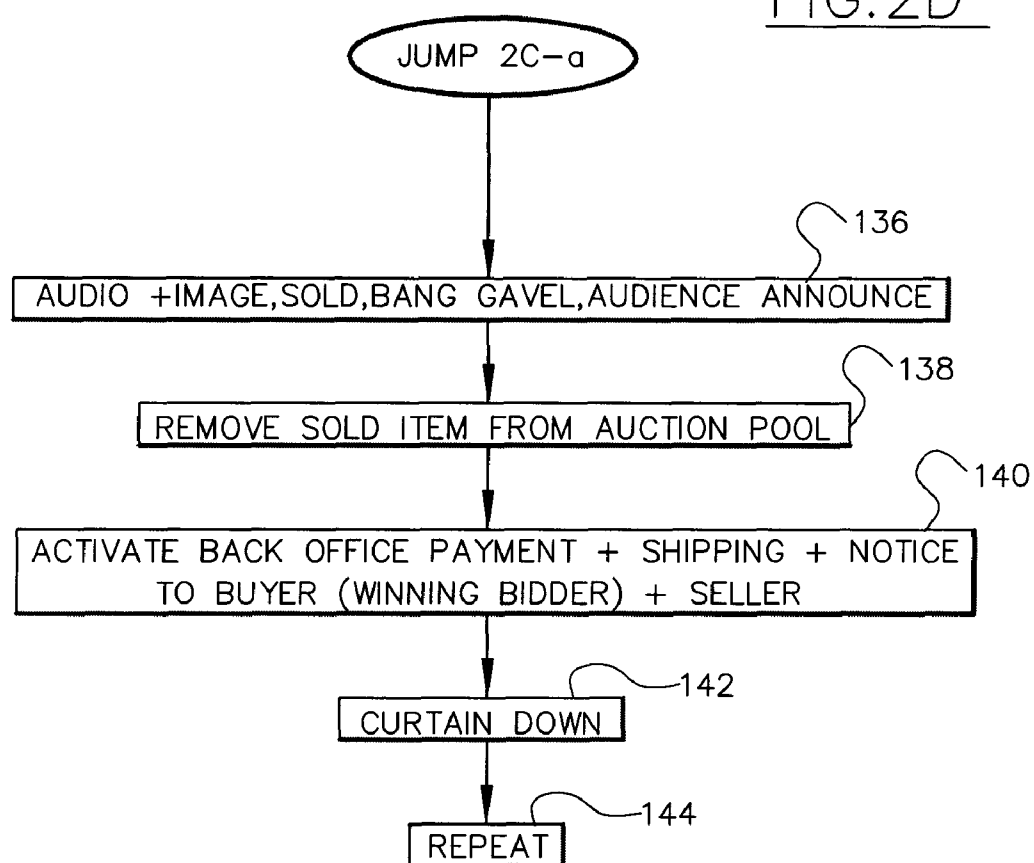 FIG.2D
JUMP 2C-a
136
AUDIO +IMAGE,SOLD,BANG GAVEL,AUDIENCE ANNOUNCE
138
REMOVE SOLD ITEM FROM AUCTION POOL
140
ACTIVATE BACK OFFICE PAYMENT + SHIPPING + NOTICE
TO BUYER (WINNING BIDDER) + SELLER
142
CURTAIN DOWN
144
REPEAT